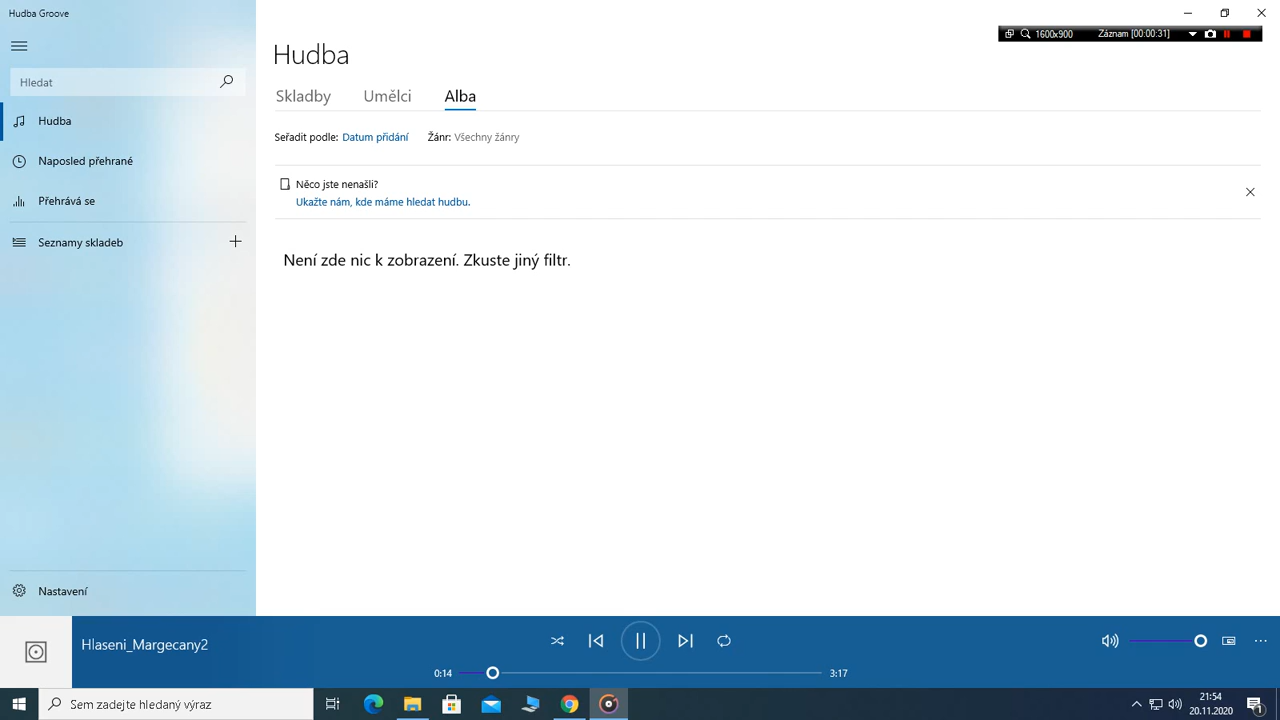 Hudba Groove
1600x900 Záznam [00:00:31]
Hledat
Hudba
Naposled přehrané
Přehrává se
Seznamy skladeb
Nastavení
Hudba
Skladby Umělci Alba
Seřadit podle: Datum přidání Žánr: Všechny žánry
Něco jste nenašli?
Ukažte nám, kde máme hledat hudbu.
Není zde nic k zobrazení. Zkuste jiný filtr.
Hlaseni_Margecany2
0:14 3:17
Sem zadejte hledaný výraz
21:54
20.11.2020
1